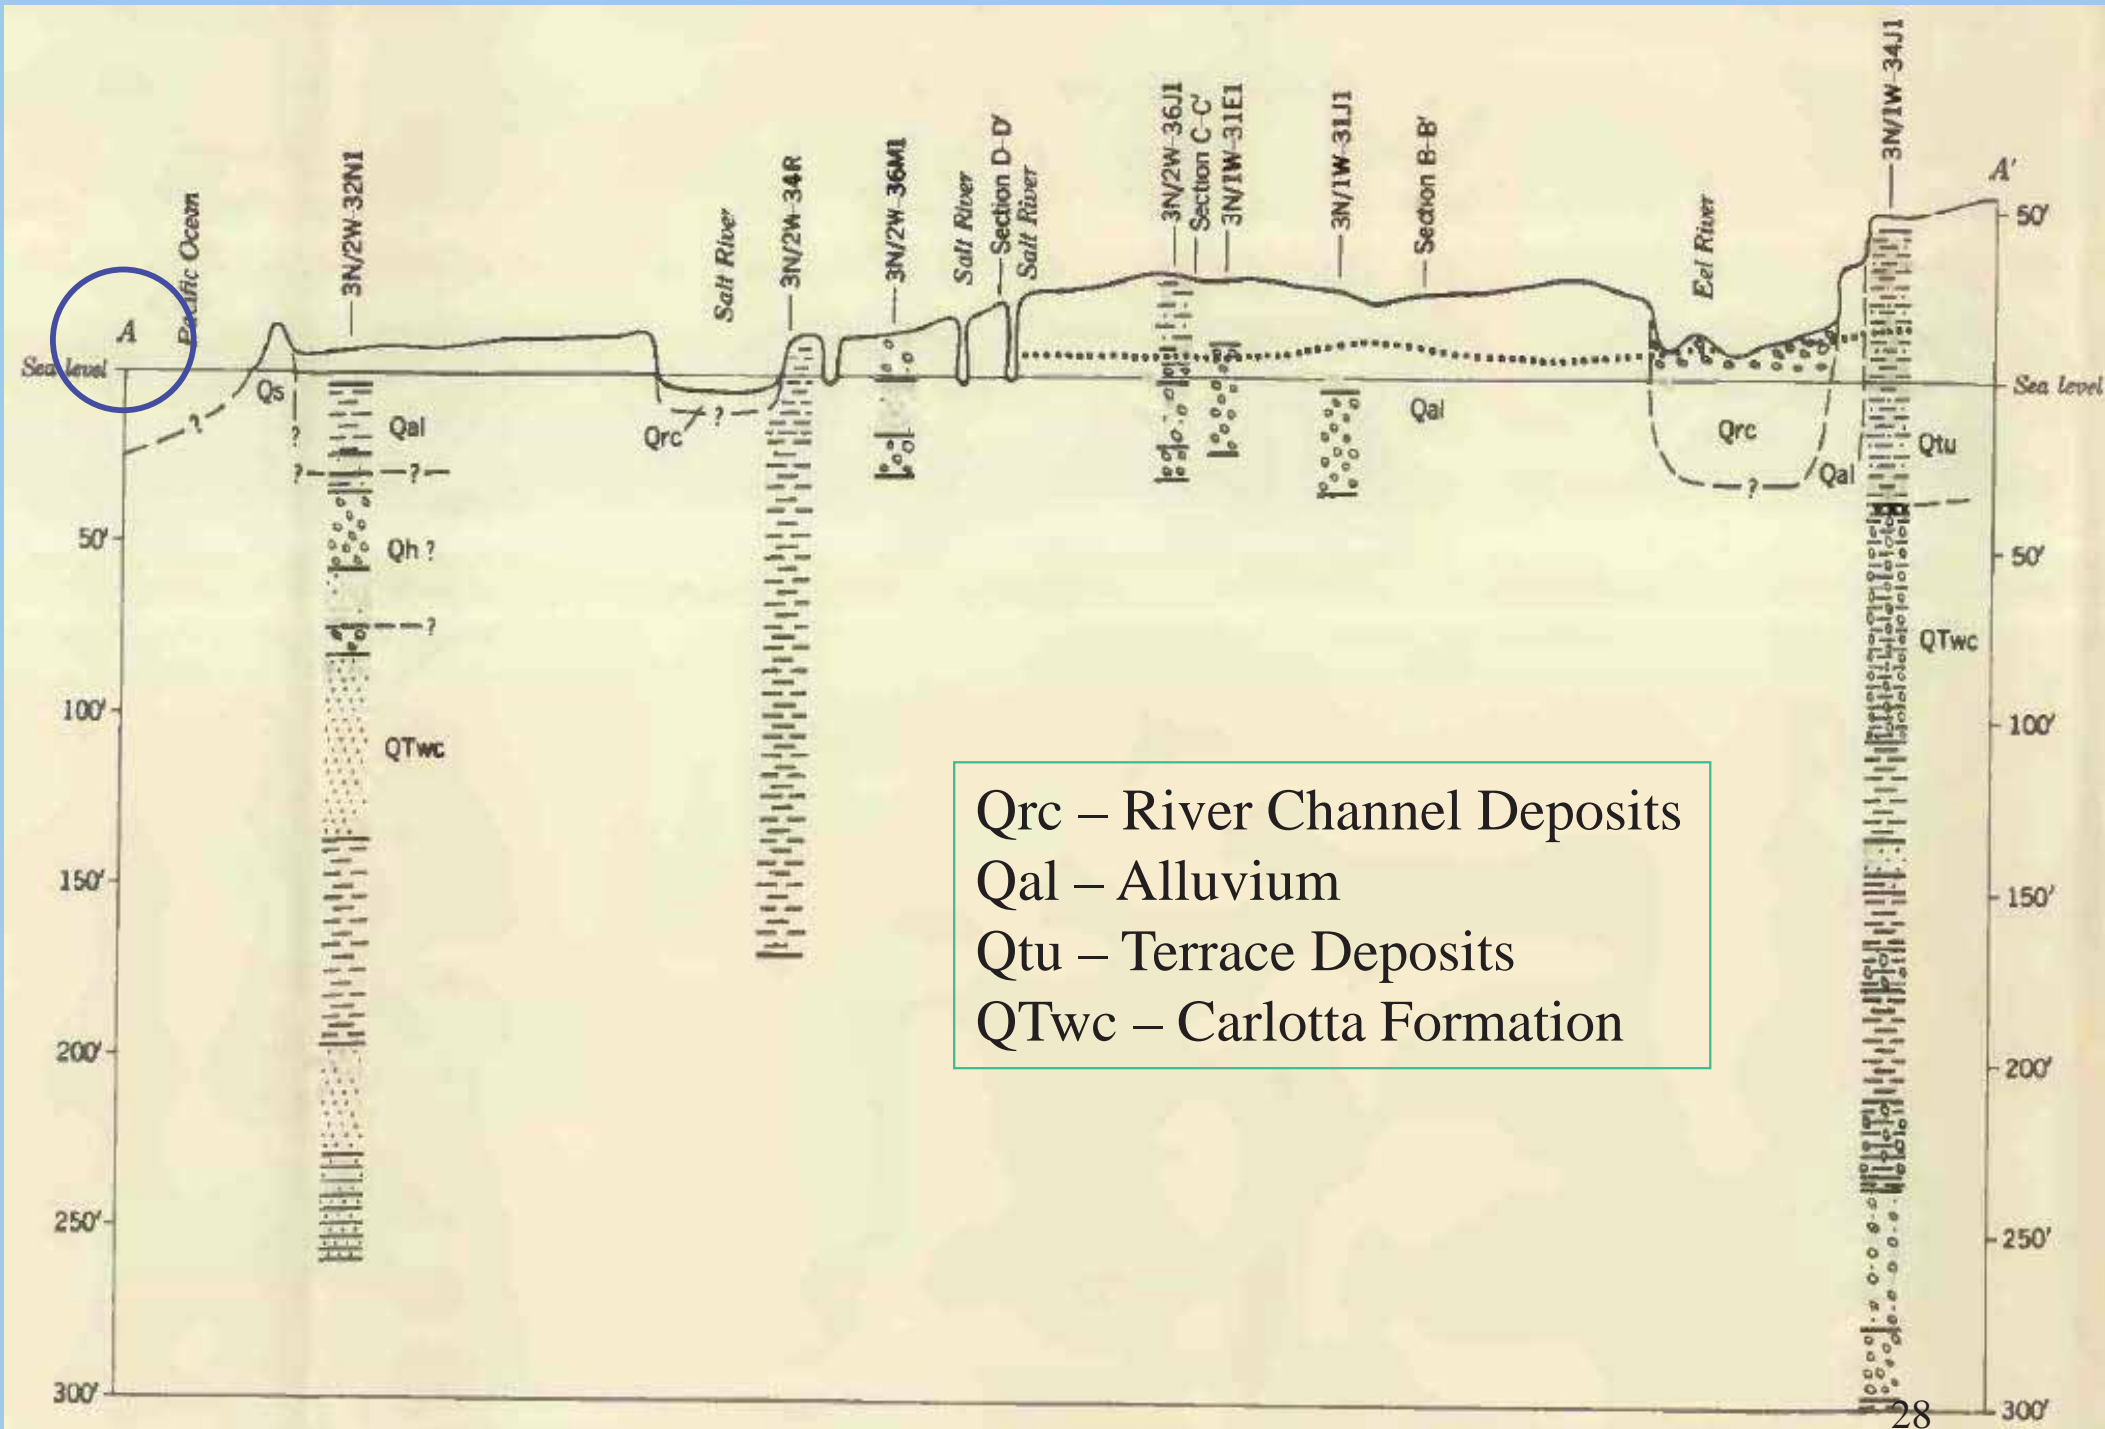 A
Pacific Ocean
3N/2W-32N1
Salt River
3N/2W-34R
3N/2W-36M1
Salt River
Section D-D'
Salt River
3N/2W-36J1
Section C-C'
3N/1W-31E1
3N/1W-31J1
Section B-B'
Eel River
3N/1W-34J1
A'
50'
Sea level
Sea level
Qs
?
?
?
?
Qal
Qh ?
?
QTwc
Qrc
?
Qal
Qrc
?
Qal
Qtu
QTwc
50'
100'
150'
200'
250'
300'
50'
100'
150'
200'
250'
300'
Qrc – River Channel Deposits
Qal – Alluvium
Qtu – Terrace Deposits
QTwc – Carlotta Formation
28